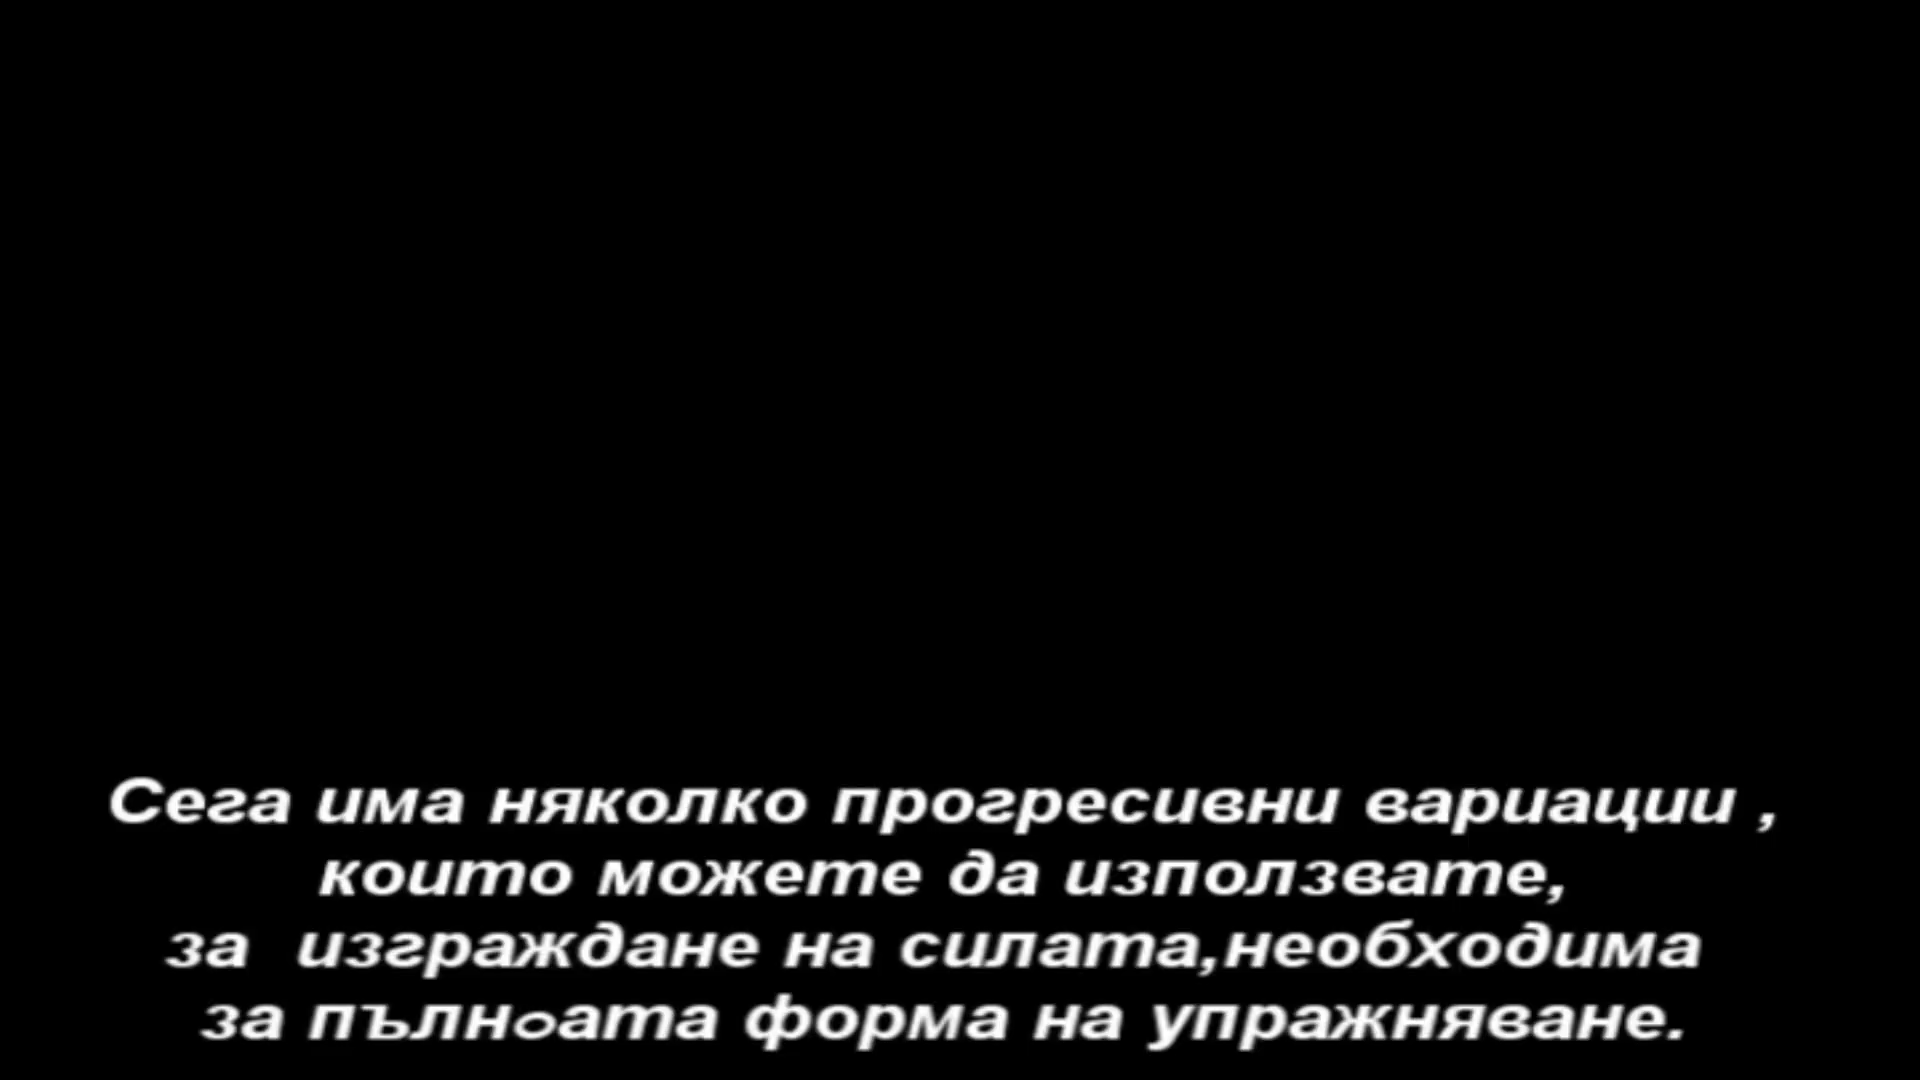 Сега има няколко прогресивни вариации ,
които можете да използвате,
за  изграждане на силата,необходима
за пълноата форма на упражняване.